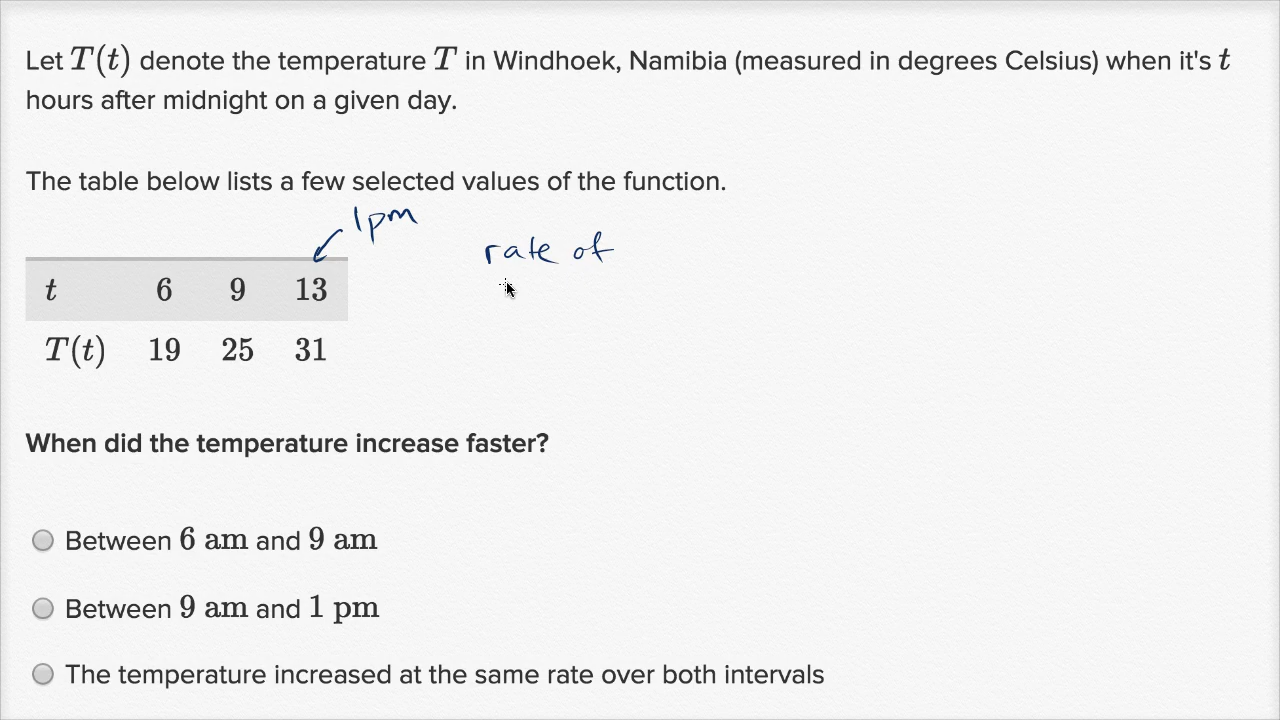 Let T(t) denote the temperature T in Windhoek, Namibia (measured in degrees Celsius) when it's t
hours after midnight on a given day.
The table below lists a few selected values of the function.
1pm
rate of
t 6 9 13
T(t) 19 25 31
When did the temperature increase faster?
Between 6 am and 9 am
Between 9 am and 1 pm
The temperature increased at the same rate over both intervals